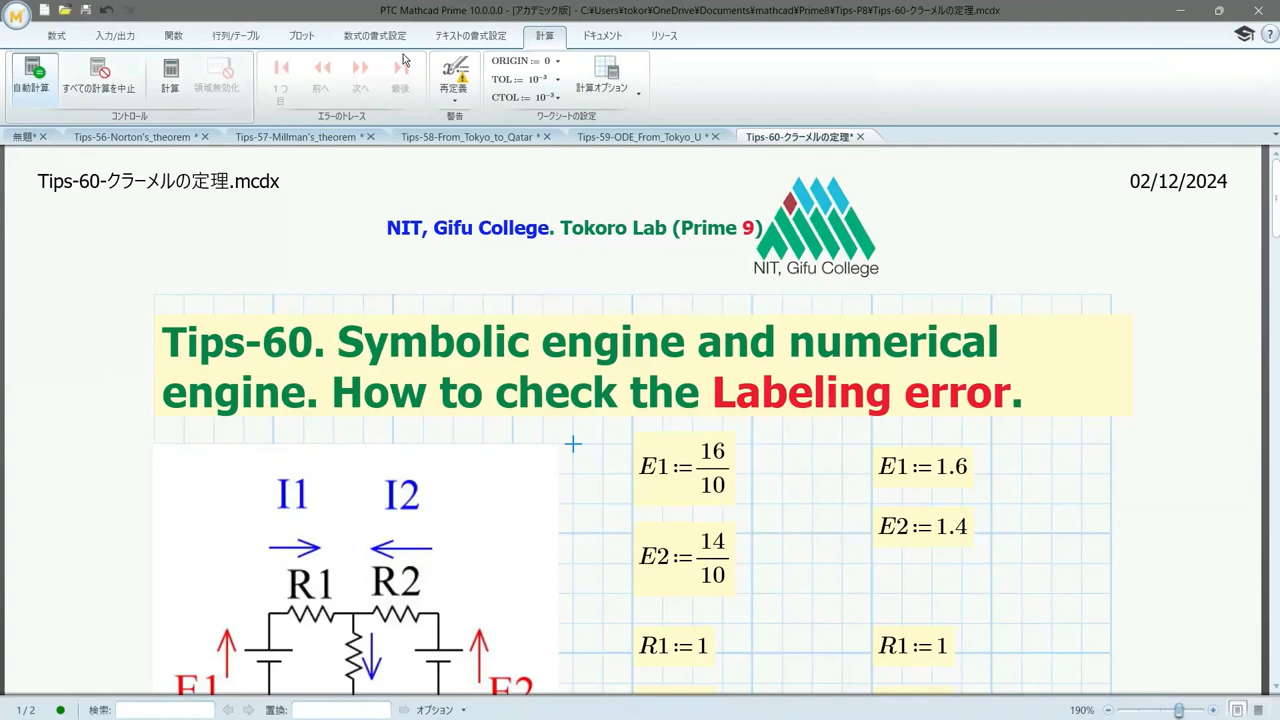 PTC Mathcad Prime 10.0.0.0 - [アカデミック版] - C:¥Users¥tokor¥OneDrive¥Documents¥mathcad¥Prime8¥Tips-P8¥Tips-60-クラーメルの定理.mcdx
数式 入力/出力 関数 行列/テーブル プロット 数式の書式設定 テキストの書式設定 計算 ドキュメント リソース
自動計算 すべての計算を中止 計算 領域無効化 1つ目 前へ 次へ 最後 再定義 計算オプション
ORIGIN := 0
TOL := 10⁻³
CTOL := 10⁻³
コントロール エラーのトレース 警告 ワークシートの設定
無題* Tips-56-Norton's_theorem * Tips-57-Millman's_theorem * Tips-58-From_Tokyo_to_Qatar * Tips-59-ODE_From_Tokyo_U * Tips-60-クラーメルの定理*
Tips-60-クラーメルの定理.mcdx 02/12/2024
NIT, Gifu College. Tokoro Lab (Prime 9)
NIT, Gifu College
Tips-60. Symbolic engine and numerical
engine. How to check the Labeling error.
I1 I2
R1 R2
E1 E2
E1 := 16/10 E1 := 1.6
E2 := 14/10 E2 := 1.4
R1 := 1 R1 := 1
1 / 2 検索: 置換: オプション 190%